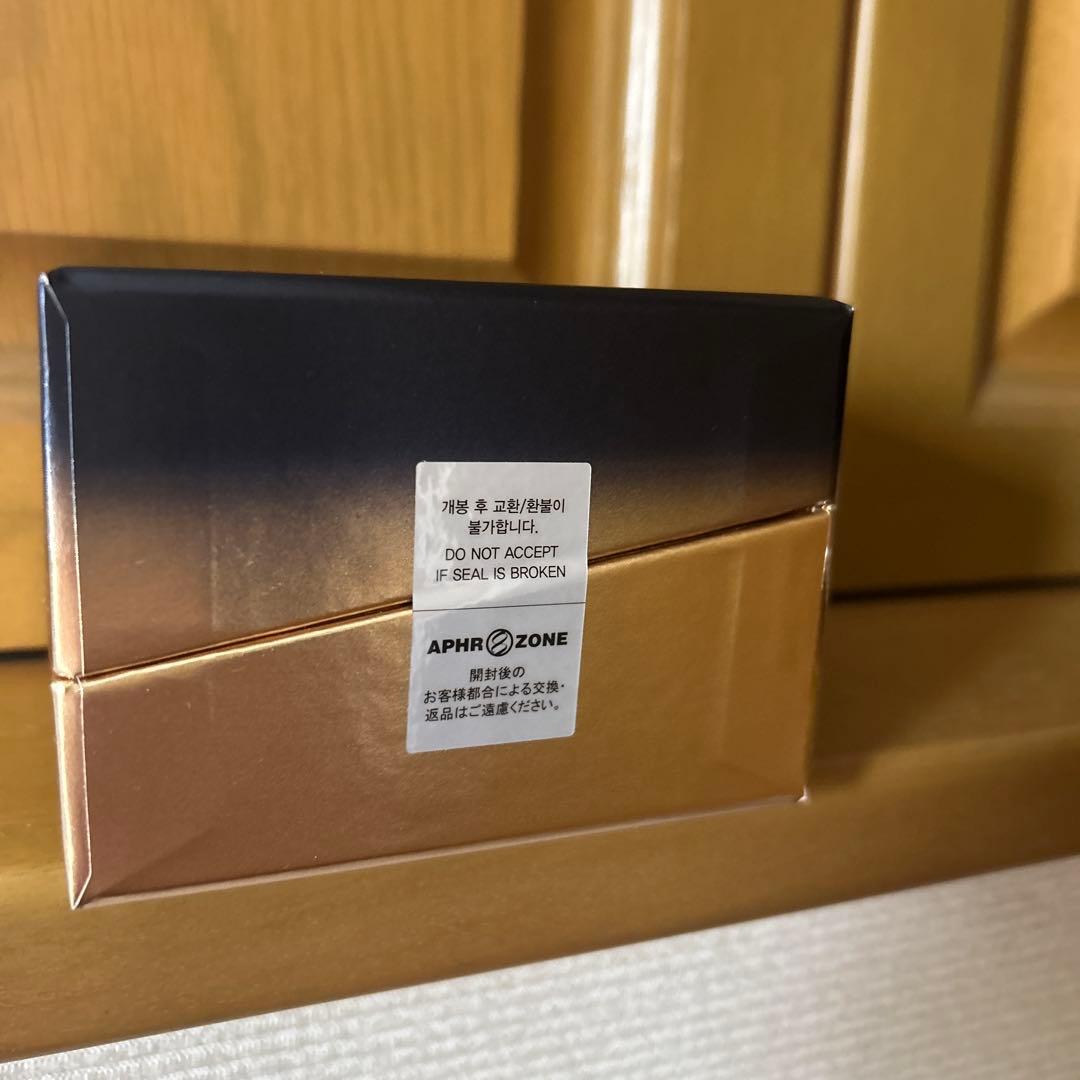 개봉 후 교환/환불이
불가합니다.
DO NOT ACCEPT
IF SEAL IS BROKEN
APHROZONE
開封後の
お客様都合による交換・
返品はご遠慮ください。